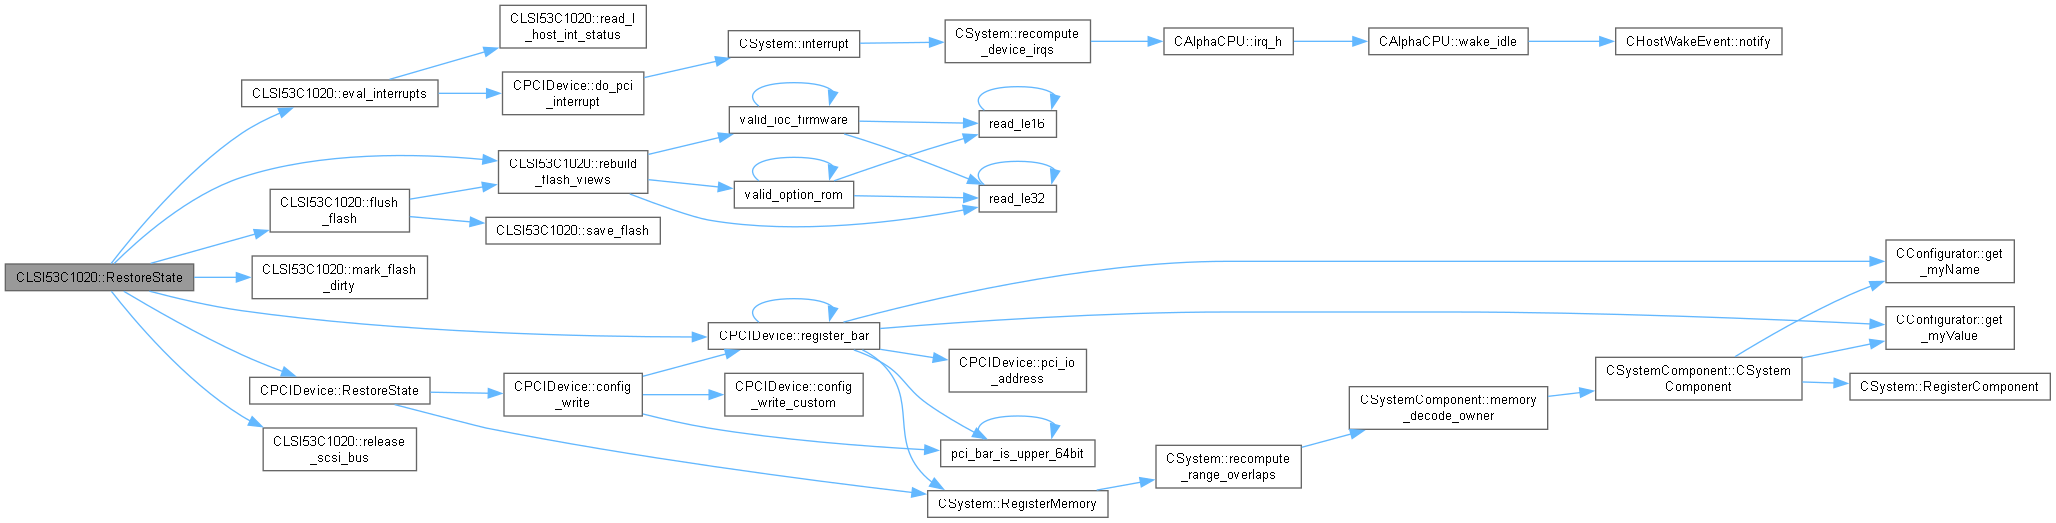 CLSI53C1020::read_l
_host_int_status
CSystem::interrupt
CSystem::recompute
_device_irqs
CAlphaCPU::irq_h
CAlphaCPU::wake_idle
CHostWakeEvent::notify
CLSI53C1020::eval_interrupts
CPCIDevice::do_pci
_interrupt
valid_ioc_firmware
read_le16
CLSI53C1020::rebuild
_flash_views
valid_option_rom
read_le32
CLSI53C1020::flush
_flash
CLSI53C1020::save_flash
CLSI53C1020::RestoreState
CLSI53C1020::mark_flash
_dirty
CConfigurator::get
_myName
CPCIDevice::register_bar
CConfigurator::get
_myValue
CPCIDevice::pci_io
_address
CPCIDevice::RestoreState
CPCIDevice::config
_write
CPCIDevice::config
_write_custom
CSystemComponent::CSystem
Component
CSystem::RegisterComponent
CSystemComponent::memory
_decode_owner
CLSI53C1020::release
_scsi_bus
pci_bar_is_upper_64bit
CSystem::recompute
_range_overlaps
CSystem::RegisterMemory